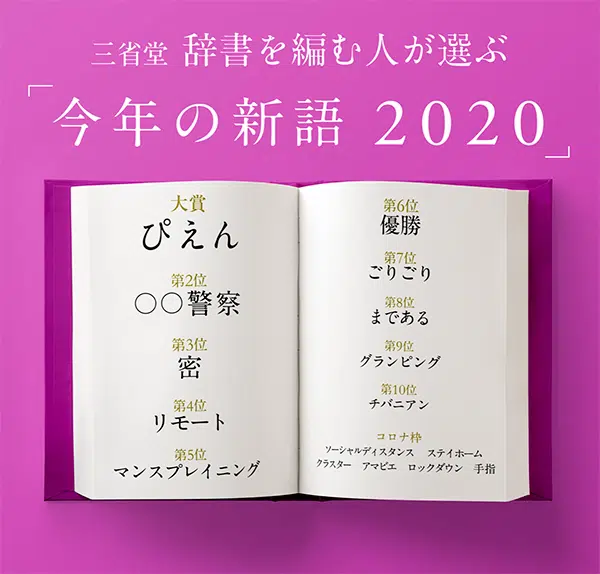 三省堂 辞書を編む人が選ぶ
「今年の新語 2020」
大賞
ぴえん
第2位
○○警察
第3位
密
第4位
リモート
第5位
マンスプレイニング
第6位
優勝
第7位
ごりごり
第8位
まである
第9位
グランピング
第10位
チバニアン
コロナ枠
ソーシャルディスタンス ステイホーム
クラスター アマビエ ロックダウン 手指